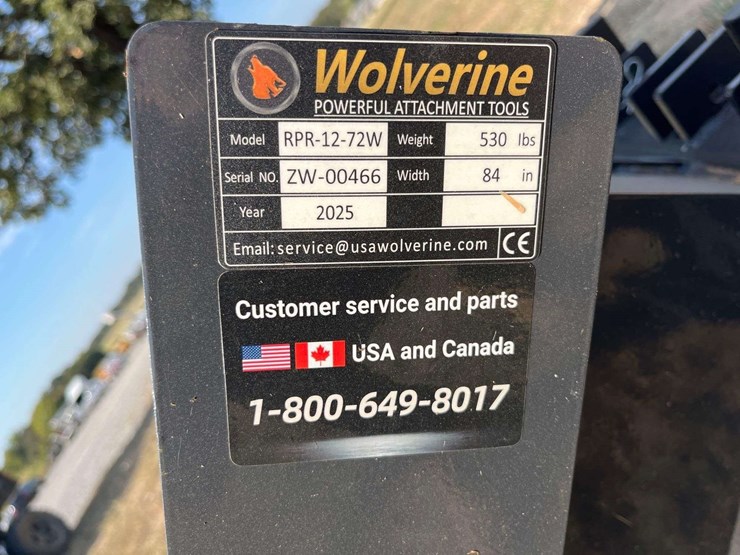 Wolverine
POWERFUL ATTACHMENT TOOLS
Model RPR-12-72W Weight 530 lbs
Serial NO. ZW-00466 Width 84 in
Year 2025
Email: service@usawolverine.com CE
Customer service and parts
USA and Canada
1-800-649-8017